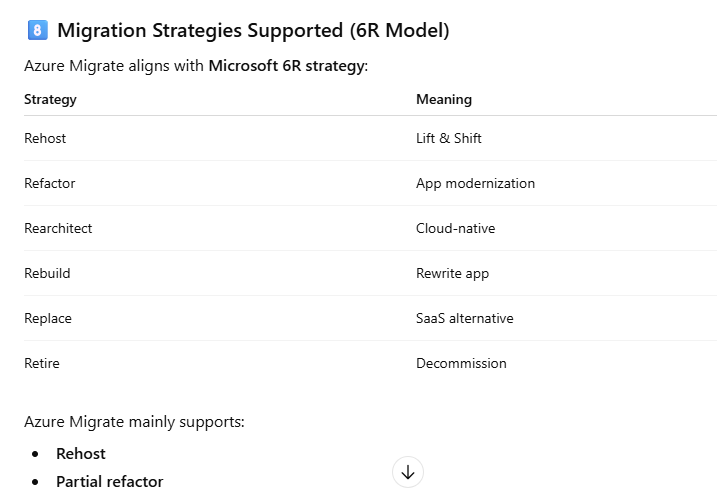 8 Migration Strategies Supported (6R Model)
Azure Migrate aligns with Microsoft 6R strategy:
Strategy Meaning
Rehost Lift & Shift
Refactor App modernization
Rearchitect Cloud-native
Rebuild Rewrite app
Replace SaaS alternative
Retire Decommission
Azure Migrate mainly supports:
• Rehost
• Partial refactor